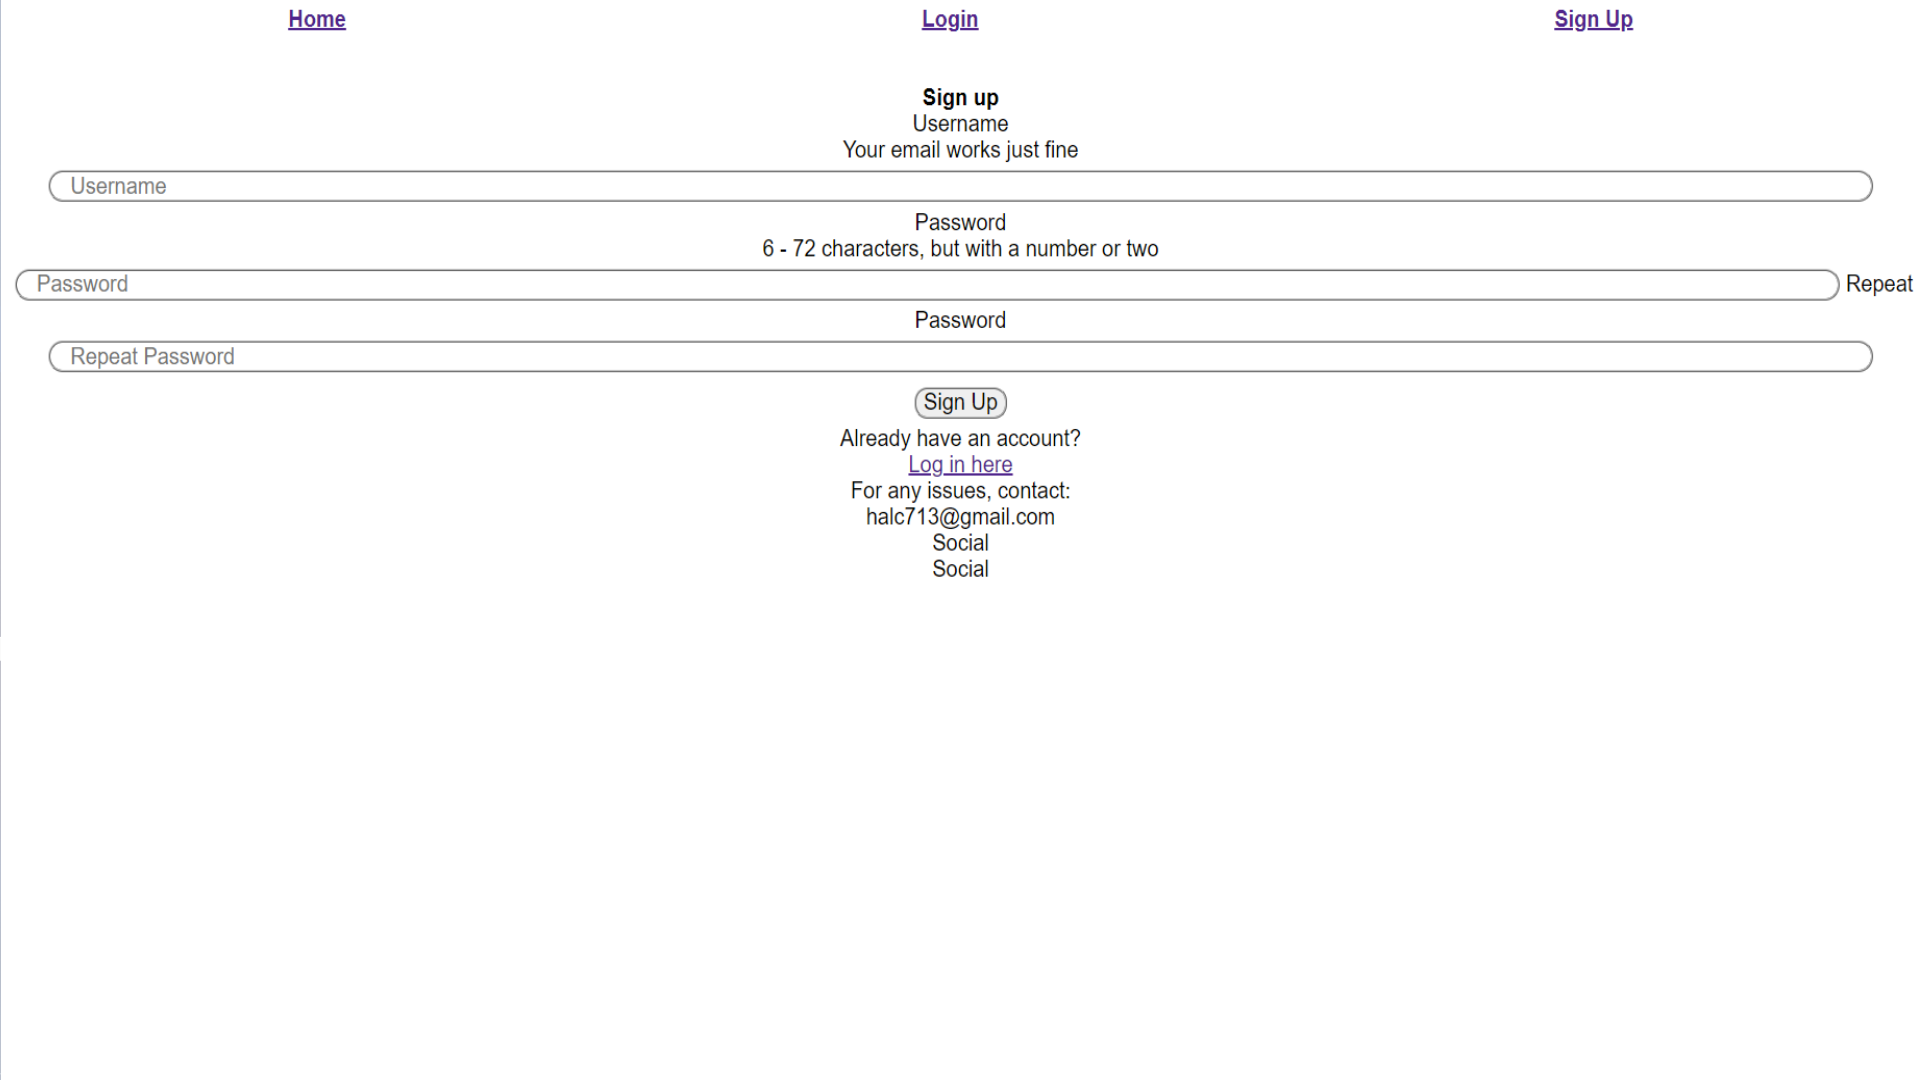 Home Login Sign Up
Sign up
Username
Your email works just fine
Username
Password
6 - 72 characters, but with a number or two
Password Repeat
Password
Repeat Password
Sign Up
Already have an account?
Log in here
For any issues, contact:
halc713@gmail.com
Social
Social